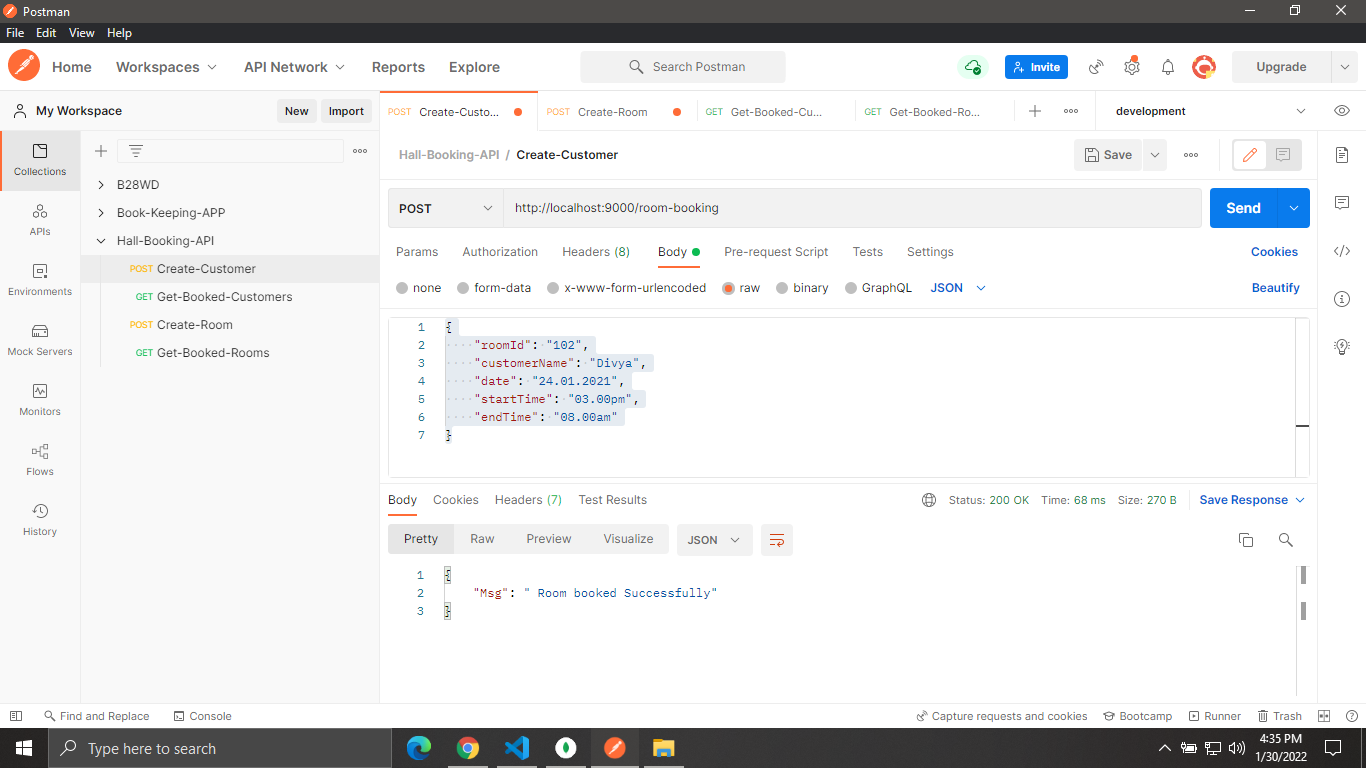 Postman
File Edit View Help
Home Workspaces API Network Reports Explore Search Postman Invite Upgrade
My Workspace New Import
POST Create-Custo... POST Create-Room GET Get-Booked-Cu... GET Get-Booked-Ro... development
Collections
APIs
Environments
Mock Servers
Monitors
Flows
History
B28WD
Book-Keeping-APP
Hall-Booking-API
POST Create-Customer
GET Get-Booked-Customers
POST Create-Room
GET Get-Booked-Rooms
Hall-Booking-API / Create-Customer Save
POST http://localhost:9000/room-booking Send
Params Authorization Headers (8) Body Pre-request Script Tests Settings Cookies
none form-data x-www-form-urlencoded raw binary GraphQL JSON Beautify
1 {
2 "roomId": "102",
3 "customerName": "Divya",
4 "date": "24.01.2021",
5 "startTime": "03.00pm",
6 "endTime": "08.00am"
7 }
Body Cookies Headers (7) Test Results Status: 200 OK Time: 68 ms Size: 270 B Save Response
Pretty Raw Preview Visualize JSON
1 {
2 "Msg": " Room booked Successfully"
3 }
Find and Replace Console Capture requests and cookies Bootcamp Runner Trash
Type here to search
4:35 PM
1/30/2022